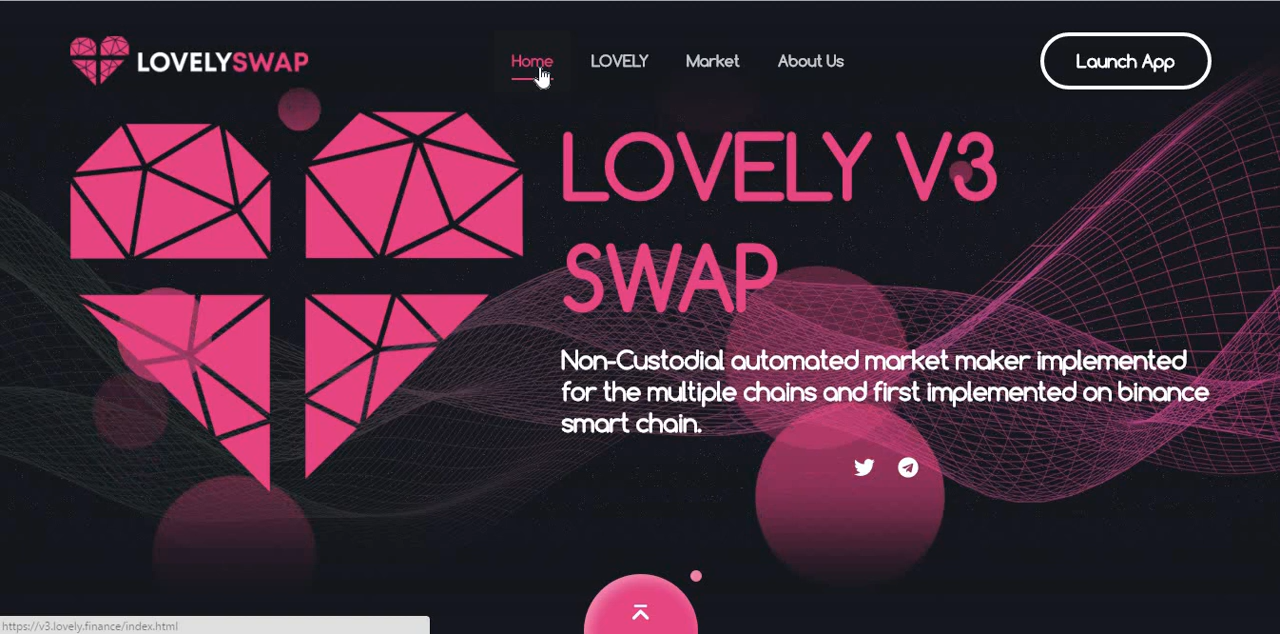 LOVELYSWAP
Home
LOVELY
Market
About Us
Launch App
LOVELY V3
SWAP
Non-Custodial automated market maker implemented
for the multiple chains and first implemented on binance
smart chain.
https://v3.lovely.finance/index.html